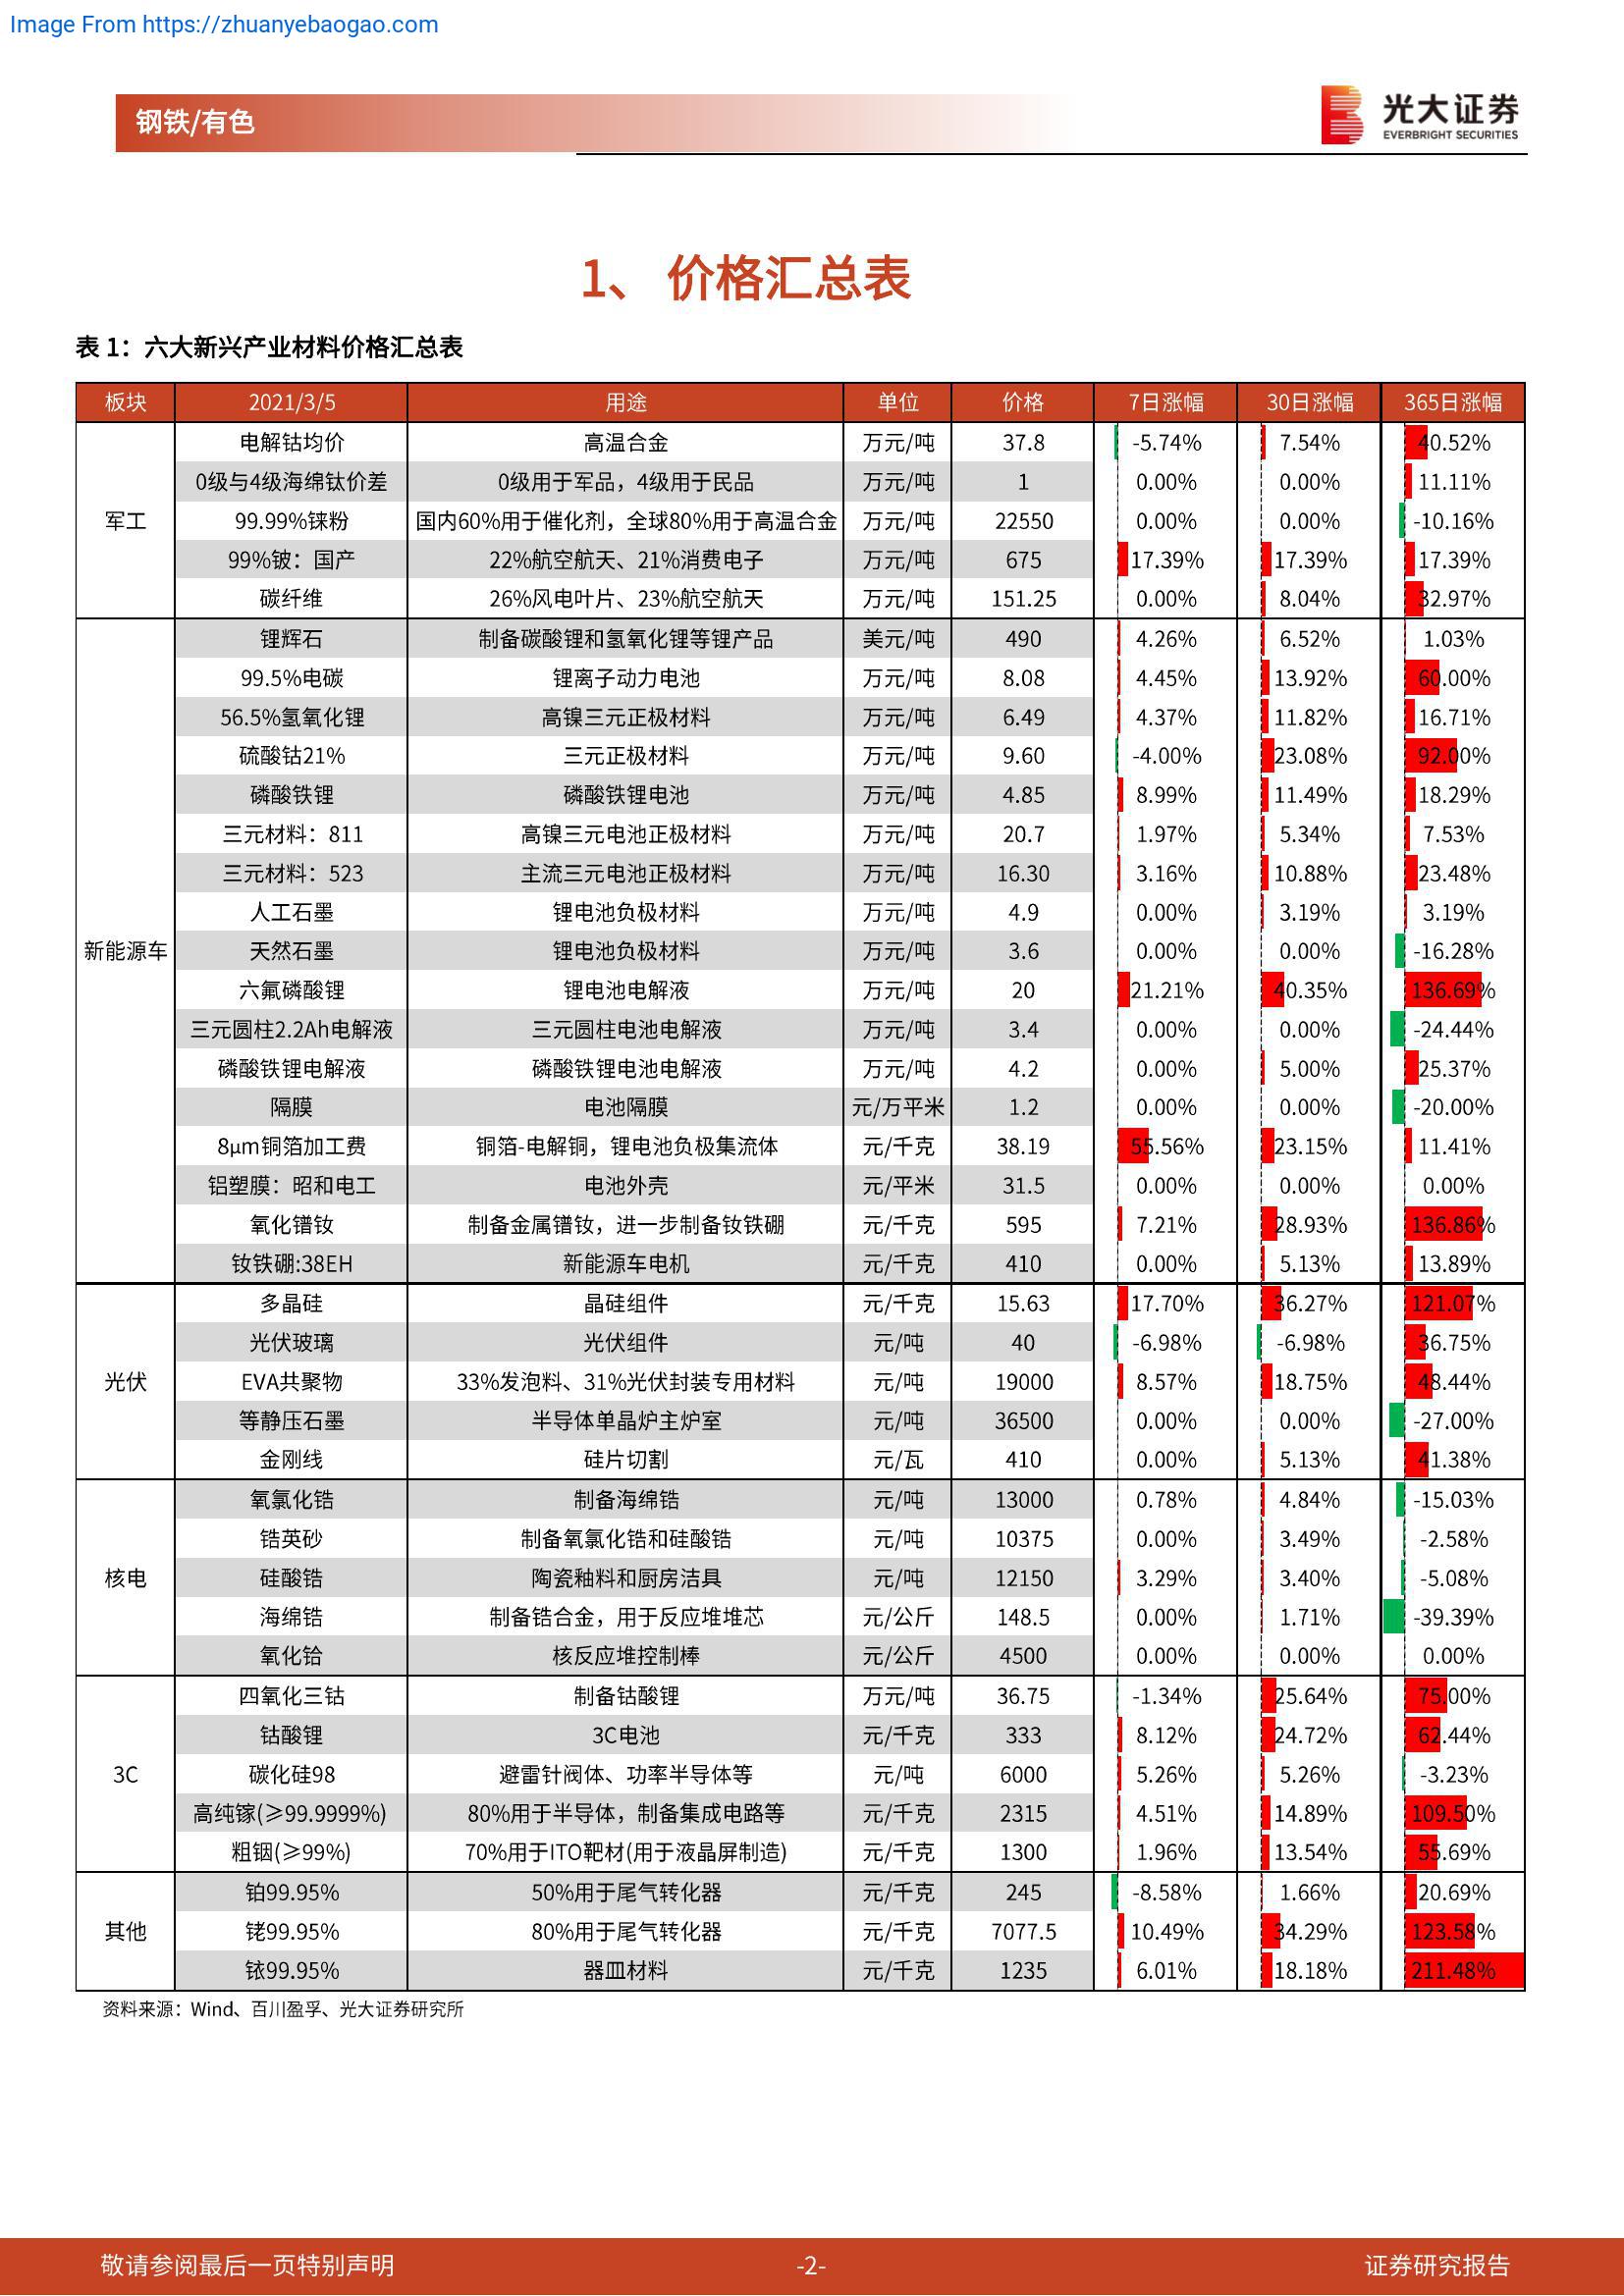 Image From https://zhuanyebaogao.com
钢铁/有色
光大证券
EVERBRIGHT SECURITIES
1、 价格汇总表
表 1：六大新兴产业材料价格汇总表
板块 2021/3/5 用途 单位 价格 7日涨幅 30日涨幅 365日涨幅
军工
电解钴均价 高温合金 万元/吨 37.8 -5.74% 7.54% 40.52%
0级与4级海绵钛价差 0级用于军品，4级用于民品 万元/吨 1 0.00% 0.00% 11.11%
99.99%铼粉 国内60%用于催化剂，全球80%用于高温合金 万元/吨 22550 0.00% 0.00% -10.16%
99%铍：国产 22%航空航天、21%消费电子 万元/吨 675 17.39% 17.39% 17.39%
碳纤维 26%风电叶片、23%航空航天 万元/吨 151.25 0.00% 8.04% 32.97%
新能源车
锂辉石 制备碳酸锂和氢氧化锂等锂产品 美元/吨 490 4.26% 6.52% 1.03%
99.5%电碳 锂离子动力电池 万元/吨 8.08 4.45% 13.92% 60.00%
56.5%氢氧化锂 高镍三元正极材料 万元/吨 6.49 4.37% 11.82% 16.71%
硫酸钴21% 三元正极材料 万元/吨 9.60 -4.00% 23.08% 92.00%
磷酸铁锂 磷酸铁锂电池 万元/吨 4.85 8.99% 11.49% 18.29%
三元材料：811 高镍三元电池正极材料 万元/吨 20.7 1.97% 5.34% 7.53%
三元材料：523 主流三元电池正极材料 万元/吨 16.30 3.16% 10.88% 23.48%
人工石墨 锂电池负极材料 万元/吨 4.9 0.00% 3.19% 3.19%
天然石墨 锂电池负极材料 万元/吨 3.6 0.00% 0.00% -16.28%
六氟磷酸锂 锂电池电解液 万元/吨 20 21.21% 40.35% 136.69%
三元圆柱2.2Ah电解液 三元圆柱电池电解液 万元/吨 3.4 0.00% 0.00% -24.44%
磷酸铁锂电解液 磷酸铁锂电池电解液 万元/吨 4.2 0.00% 5.00% 25.37%
隔膜 电池隔膜 元/万平米 1.2 0.00% 0.00% -20.00%
8μm铜箔加工费 铜箔-电解铜，锂电池负极集流体 元/千克 38.19 55.56% 23.15% 11.41%
铝塑膜：昭和电工 电池外壳 元/平米 31.5 0.00% 0.00% 0.00%
氧化镨钕 制备金属镨钕，进一步制备钕铁硼 元/千克 595 7.21% 28.93% 136.86%
钕铁硼:38EH 新能源车电机 元/千克 410 0.00% 5.13% 13.89%
光伏
多晶硅 晶硅组件 元/千克 15.63 17.70% 36.27% 121.07%
光伏玻璃 光伏组件 元/吨 40 -6.98% -6.98% 36.75%
EVA共聚物 33%发泡料、31%光伏封装专用材料 元/吨 19000 8.57% 18.75% 48.44%
等静压石墨 半导体单晶炉主炉室 元/吨 36500 0.00% 0.00% -27.00%
金刚线 硅片切割 元/瓦 410 0.00% 5.13% 41.38%
核电
氧氯化锆 制备海绵锆 元/吨 13000 0.78% 4.84% -15.03%
锆英砂 制备氧氯化锆和硅酸锆 元/吨 10375 0.00% 3.49% -2.58%
硅酸锆 陶瓷釉料和厨房洁具 元/吨 12150 3.29% 3.40% -5.08%
海绵锆 制备锆合金，用于反应堆堆芯 元/公斤 148.5 0.00% 1.71% -39.39%
氧化铪 核反应堆控制棒 元/公斤 4500 0.00% 0.00% 0.00%
3C
四氧化三钴 制备钴酸锂 万元/吨 36.75 -1.34% 25.64% 75.00%
钴酸锂 3C电池 元/千克 333 8.12% 24.72% 62.44%
碳化硅98 避雷针阀体、功率半导体等 元/吨 6000 5.26% 5.26% -3.23%
高纯镓(≥99.9999%) 80%用于半导体，制备集成电路等 元/千克 2315 4.51% 14.89% 109.50%
粗铟(≥99%) 70%用于ITO靶材(用于液晶屏制造) 元/千克 1300 1.96% 13.54% 55.69%
其他
铂99.95% 50%用于尾气转化器 元/千克 245 -8.58% 1.66% 20.69%
铑99.95% 80%用于尾气转化器 元/千克 7077.5 10.49% 34.29% 123.58%
铱99.95% 器皿材料 元/千克 1235 6.01% 18.18% 211.48%
资料来源：Wind、百川盈孚、光大证券研究所
敬请参阅最后一页特别声明 -2- 证券研究报告